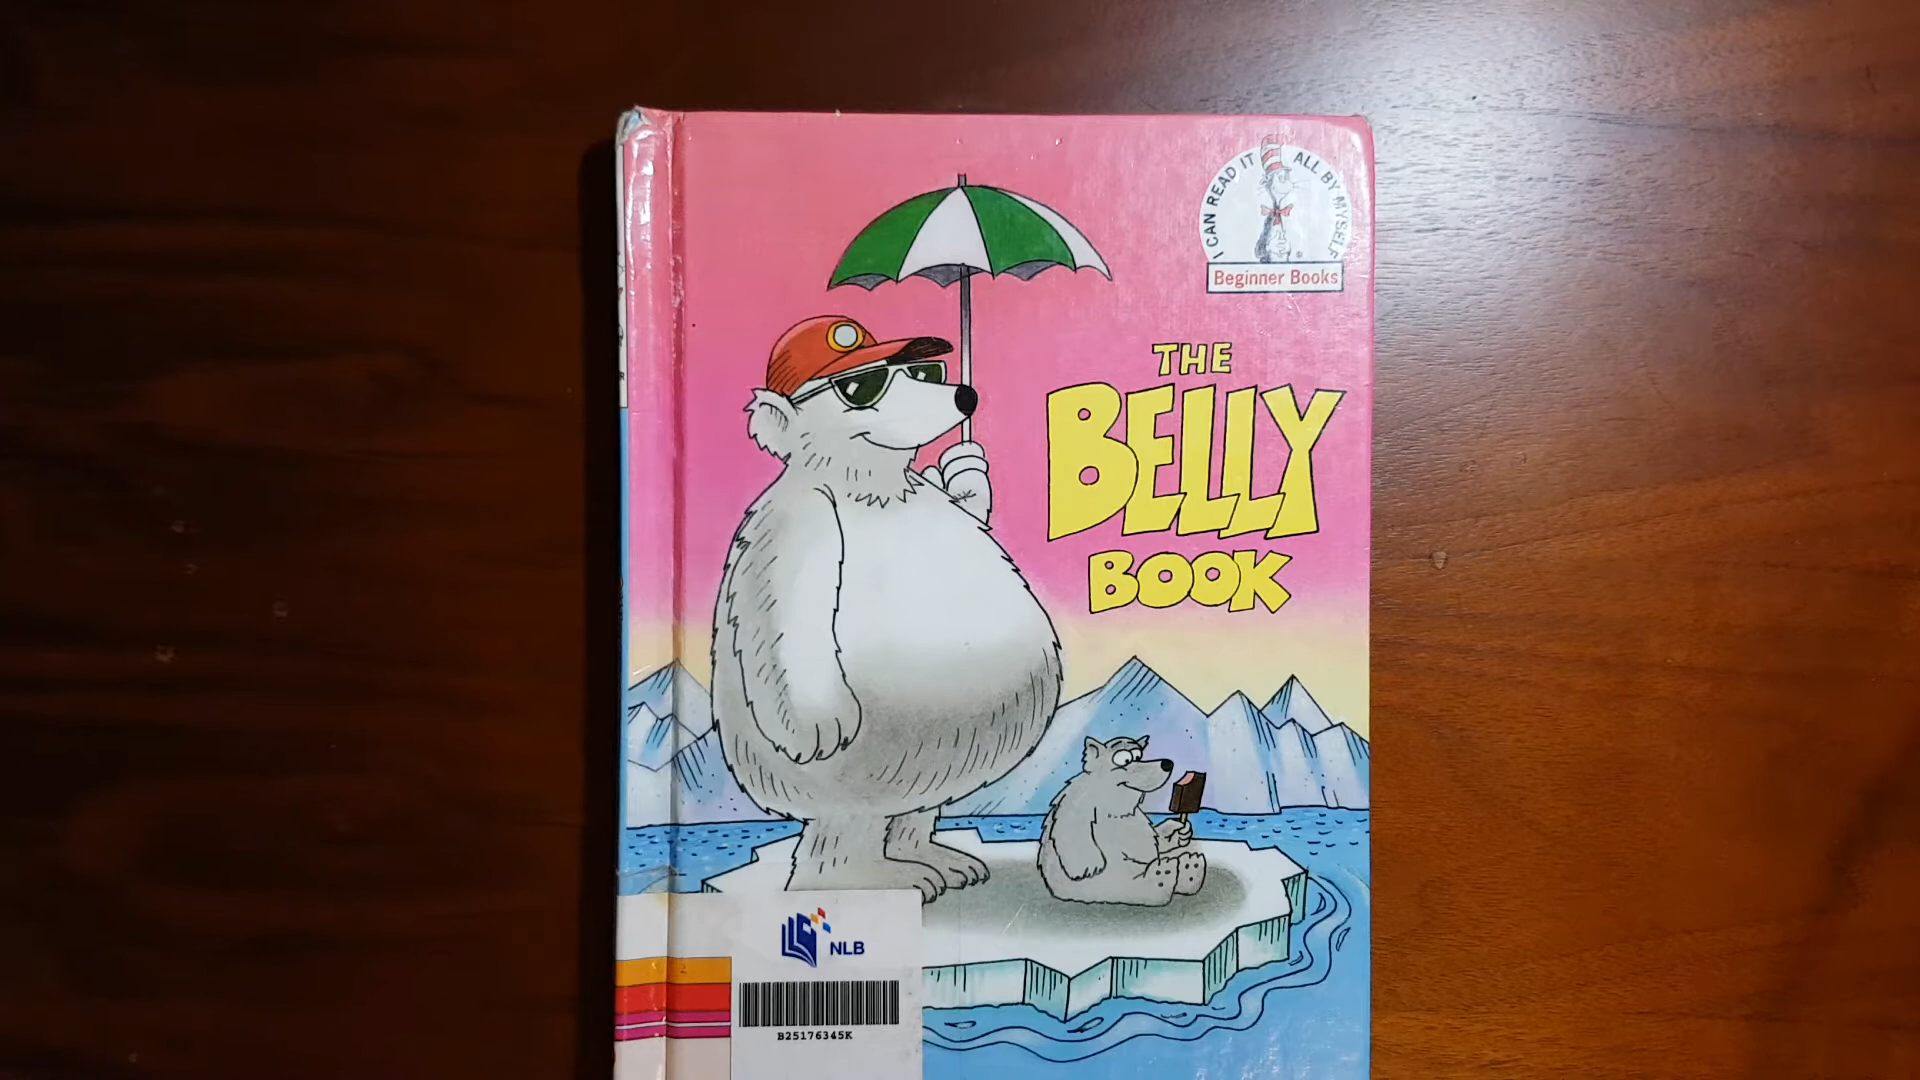 I CAN READ IT ALL BY MYSELF
Beginner Books
THE
BELLY
BOOK
NLB
B25176345K